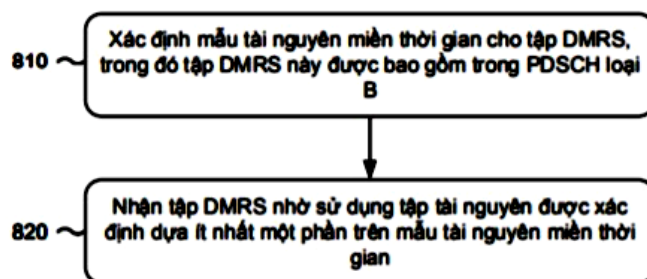 Xác định mẫu tài nguyên miền thời gian cho tập DMRS,
810 trong đó tập DMRS này được bao gồm trong PDSCH loại
B
Nhận tập DMRS nhờ sử dụng tập tài nguyên được xác
820 định dựa ít nhất một phần trên mẫu tài nguyên miền thời
gian